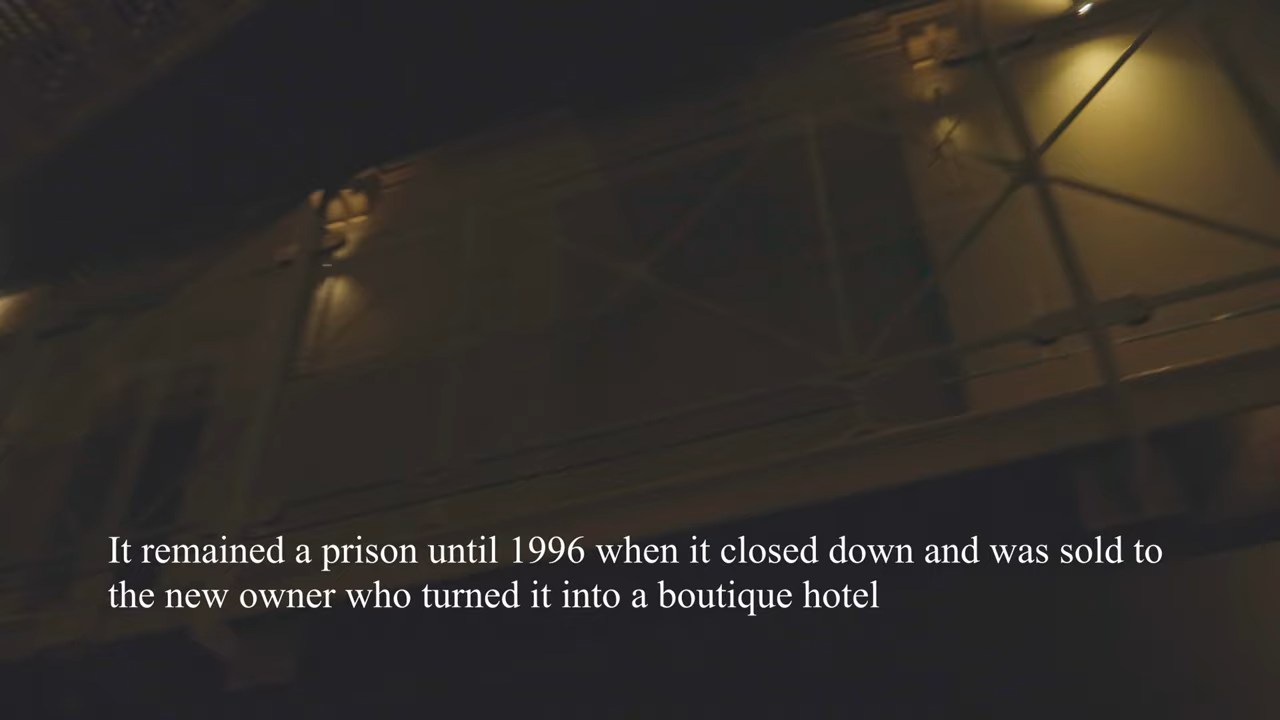 It remained a prison until 1996 when it closed down and was sold to
the new owner who turned it into a boutique hotel